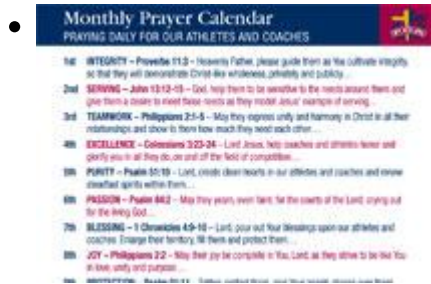 Monthly Prayer Calendar
PRAYING DAILY FOR OUR ATHLETES AND COACHES
1st INTEGRITY – Proverbs 11:3 – Heavenly Father, please guide them as You cultivate integrity,
so that they will demonstrate Christ-like wholeness, privately and publicly…
2nd SERVING – John 13:12-15 – God, help them to be sensitive to the needs around them and
give them a desire to meet those needs as they model Jesus' example of serving…
3rd TEAMWORK – Philippians 2:1-5 – May they express unity and harmony in Christ in all their
relationships and show to them how much they need each other…
4th EXCELLENCE – Colossians 3:23-24 – Lord Jesus, help coaches and athletes honor and
glorify you in all they do, on and off the field of competition…
5th PURITY – Psalm 51:10 – Lord, create clean hearts in our athletes and coaches and renew
steadfast spirits within them…
6th PASSION – Psalm 84:2 – May they yearn, even faint, for the courts of the Lord; crying out
for the living God…
7th BLESSING – 1 Chronicles 4:9-10 – Lord, pour out Your blessings upon our athletes and
coaches. Enlarge their territory, fill them and protect them…
8th JOY – Philippians 2:2 – May their joy be complete in You, Lord, as they strive to be like You
in love, unity and purpose…
9th PROTECTION – Psalm